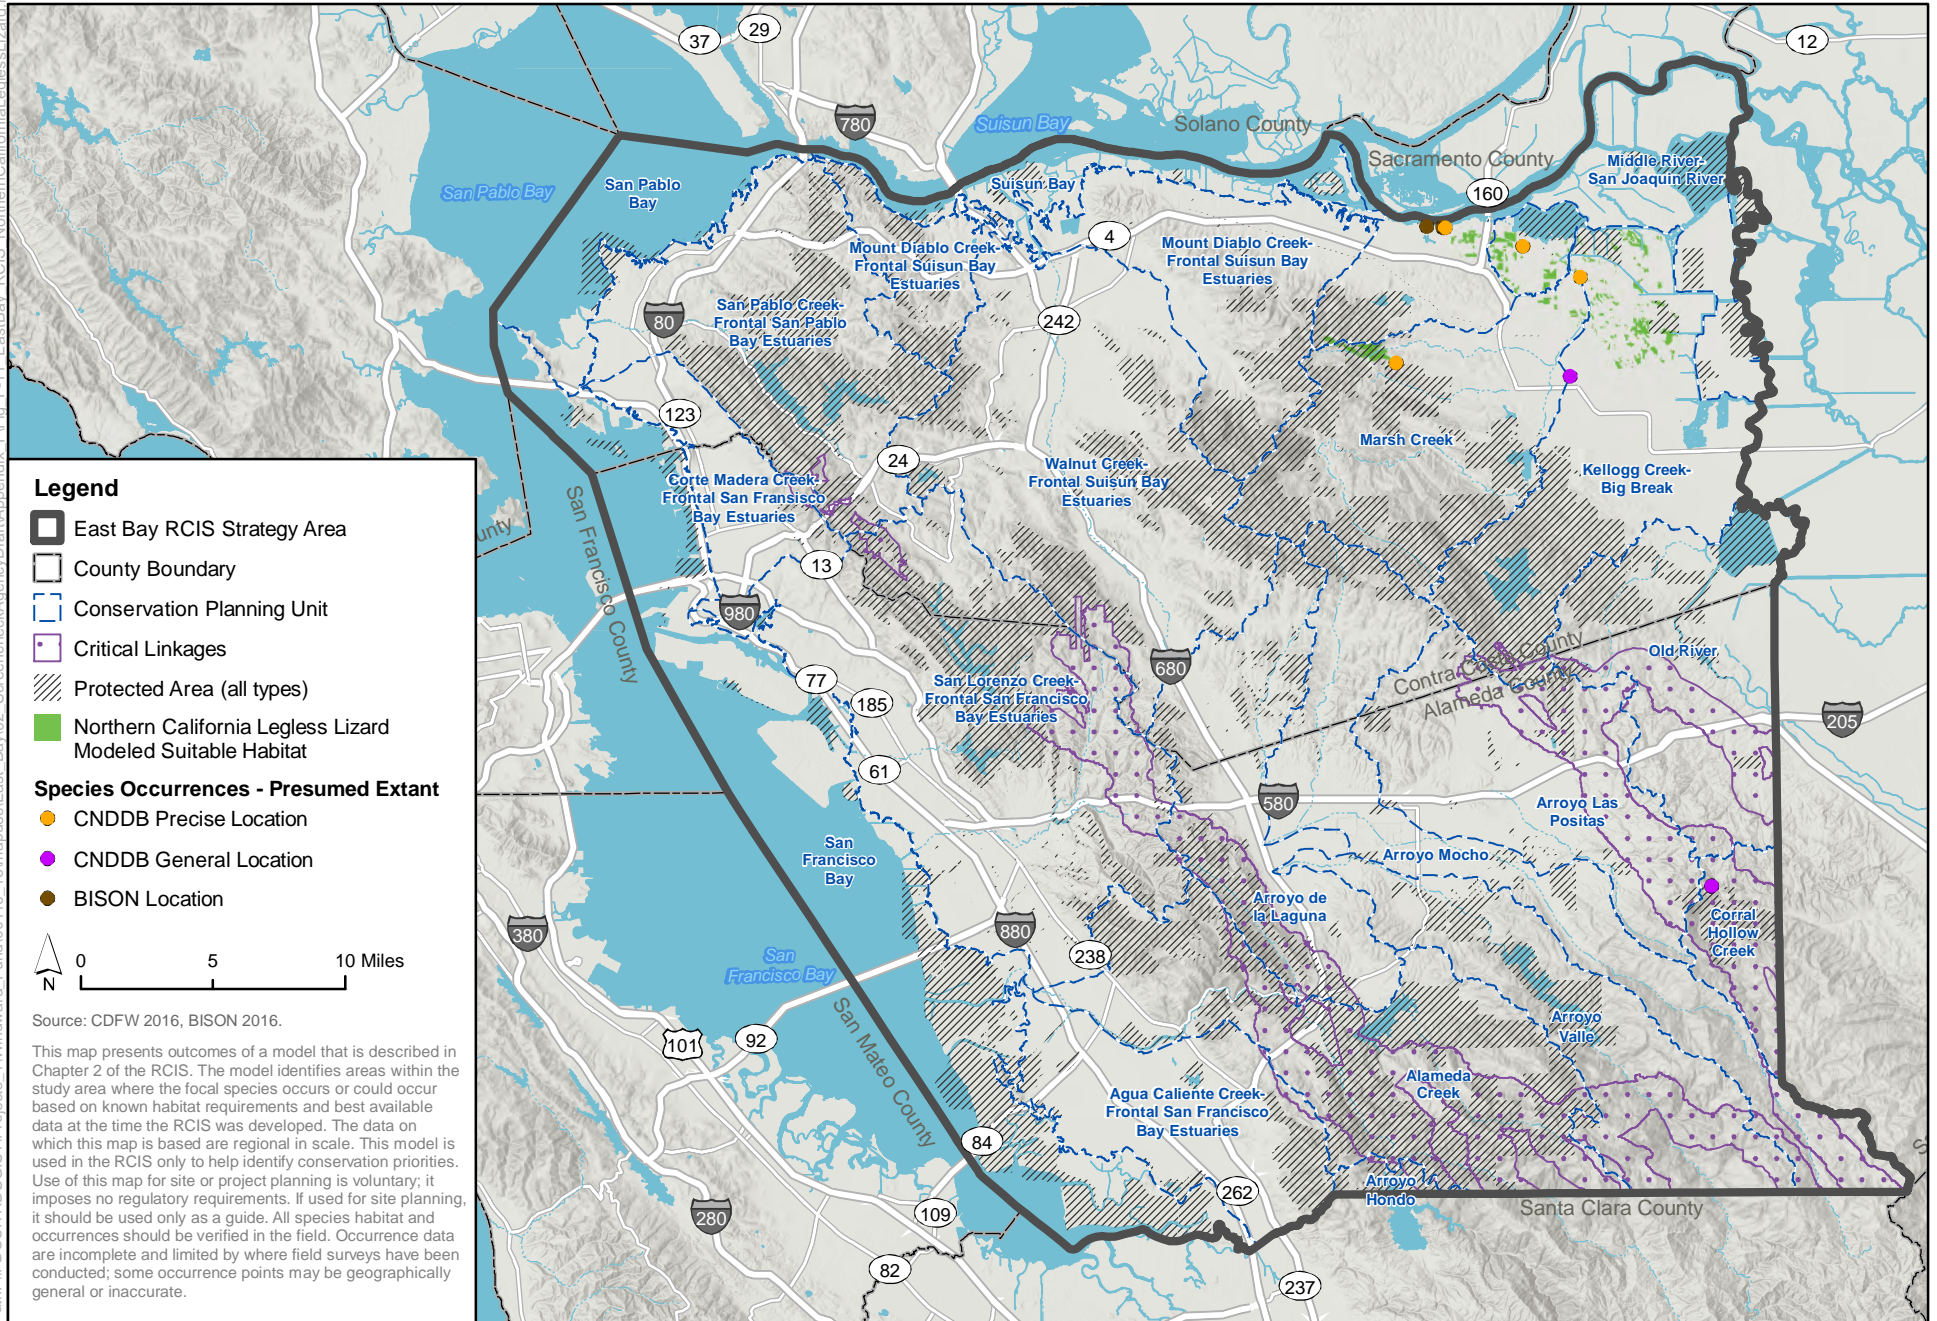 37
29
12
780
Suisun Bay
Solano County
Sacramento County
160
Middle River-
San Joaquin River
San Pablo Bay
San Pablo
Bay
Suisun Bay
4
Mount Diablo Creek-
Frontal Suisun Bay
Estuaries
Mount Diablo Creek-
Frontal Suisun Bay
Estuaries
San Pablo Creek-
Frontal San Pablo
Bay Estuaries
80
242
123
24
Marsh Creek
Walnut Creek-
Frontal Suisun Bay
Estuaries
Kellogg Creek-
Big Break
Corte Madera Creek-
Frontal San Fransisco
Bay Estuaries
13
980
San Francisco County
unty
680
Contra Costa County
Alameda County
Old River
77
185
San Lorenzo Creek-
Frontal San Francisco
Bay Estuaries
205
61
580
Arroyo Las
Positas
San
Francisco
Bay
Arroyo Mocho
Arroyo de
la Laguna
Corral
Hollow
Creek
380
880
238
San
Francisco Bay
Arroyo
Valle
101
92
San Mateo County
Alameda
Creek
Agua Caliente Creek-
Frontal San Francisco
Bay Estuaries
84
262
Arroyo
Hondo
Santa Clara County
280
109
82
237
Legend
East Bay RCIS Strategy Area
County Boundary
Conservation Planning Unit
Critical Linkages
Protected Area (all types)
Northern California Legless Lizard
Modeled Suitable Habitat
Species Occurrences - Presumed Extant
CNDDB Precise Location
CNDDB General Location
BISON Location
N
0 5 10 Miles
Source: CDFW 2016, BISON 2016.
This map presents outcomes of a model that is described in
Chapter 2 of the RCIS. The model identifies areas within the
study area where the focal species occurs or could occur
based on known habitat requirements and best available
data at the time the RCIS was developed. The data on
which this map is based are regional in scale. This model is
used in the RCIS only to help identify conservation priorities.
Use of this map for site or project planning is voluntary; it
imposes no regulatory requirements. If used for site planning,
it should be used only as a guide. All species habitat and
occurrences should be verified in the field. Occurrence data
are incomplete and limited by where field surveys have been
conducted; some occurrence points may be geographically
general or inaccurate.